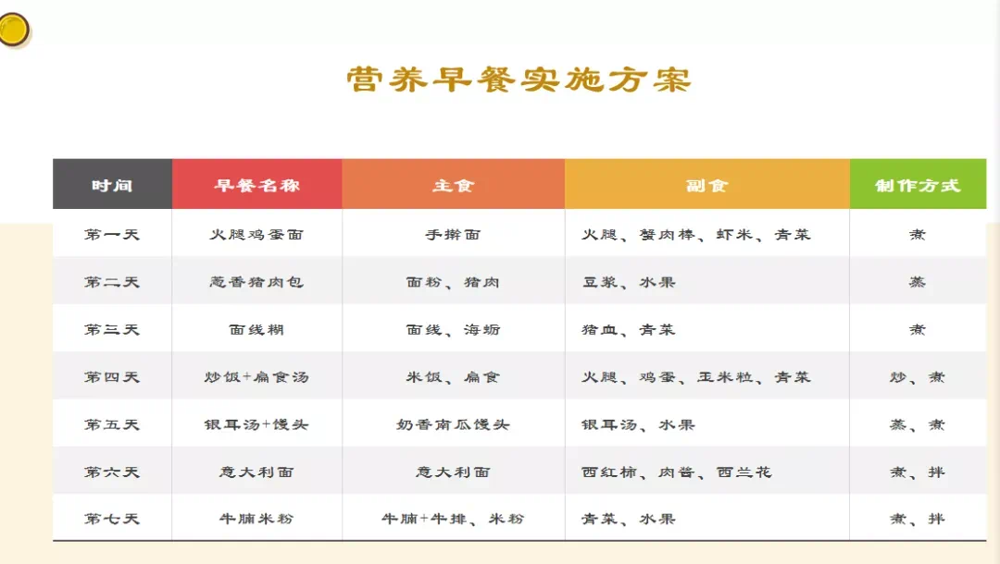 营养早餐实施方案
时间 早餐名称 主食 副食 制作方式
第一天 火腿鸡蛋面 手擀面 火腿、蟹肉棒、虾米、青菜 煮
第二天 葱香猪肉包 面粉、猪肉 豆浆、水果 蒸
第三天 面线糊 面线、海蛎 猪血、青菜 煮
第四天 炒饭+扁食汤 米饭、扁食 火腿、鸡蛋、玉米粒、青菜 炒、煮
第五天 银耳汤+馒头 奶香南瓜馒头 银耳汤、水果 蒸、煮
第六天 意大利面 意大利面 西红柿、肉酱、西兰花 煮、拌
第七天 牛腩米粉 牛腩+牛排、米粉 青菜、水果 煮、拌